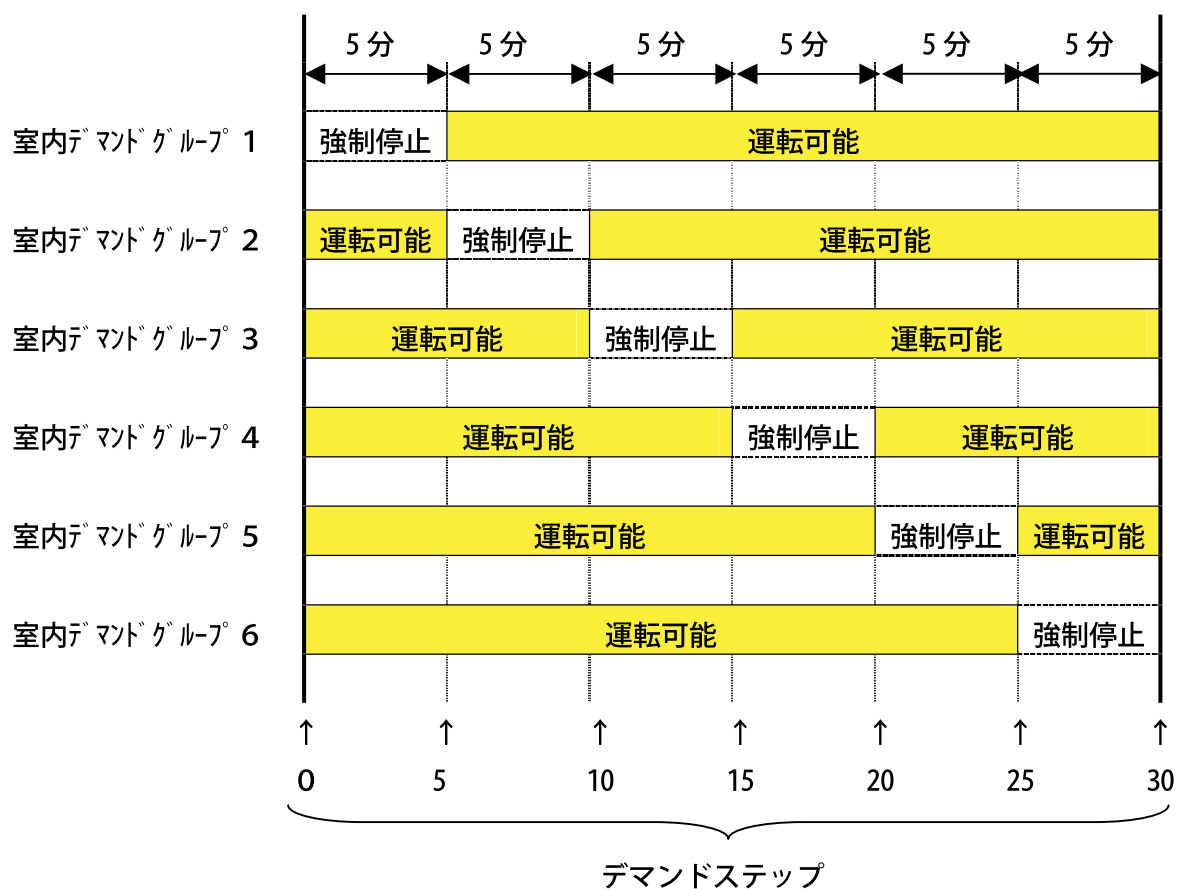 5 分 5 分 5 分 5 分 5 分 5 分
室内ﾃﾞﾏﾝﾄﾞｸﾞﾙｰﾌﾟ 1 強制停止 運転可能
室内ﾃﾞﾏﾝﾄﾞｸﾞﾙｰﾌﾟ 2 運転可能 強制停止 運転可能
室内ﾃﾞﾏﾝﾄﾞｸﾞﾙｰﾌﾟ 3 運転可能 強制停止 運転可能
室内ﾃﾞﾏﾝﾄﾞｸﾞﾙｰﾌﾟ 4 運転可能 強制停止 運転可能
室内ﾃﾞﾏﾝﾄﾞｸﾞﾙｰﾌﾟ 5 運転可能 強制停止 運転可能
室内ﾃﾞﾏﾝﾄﾞｸﾞﾙｰﾌﾟ 6 運転可能 強制停止
↑ ↑ ↑ ↑ ↑ ↑ ↑
0 5 10 15 20 25 30
デマンドステップ